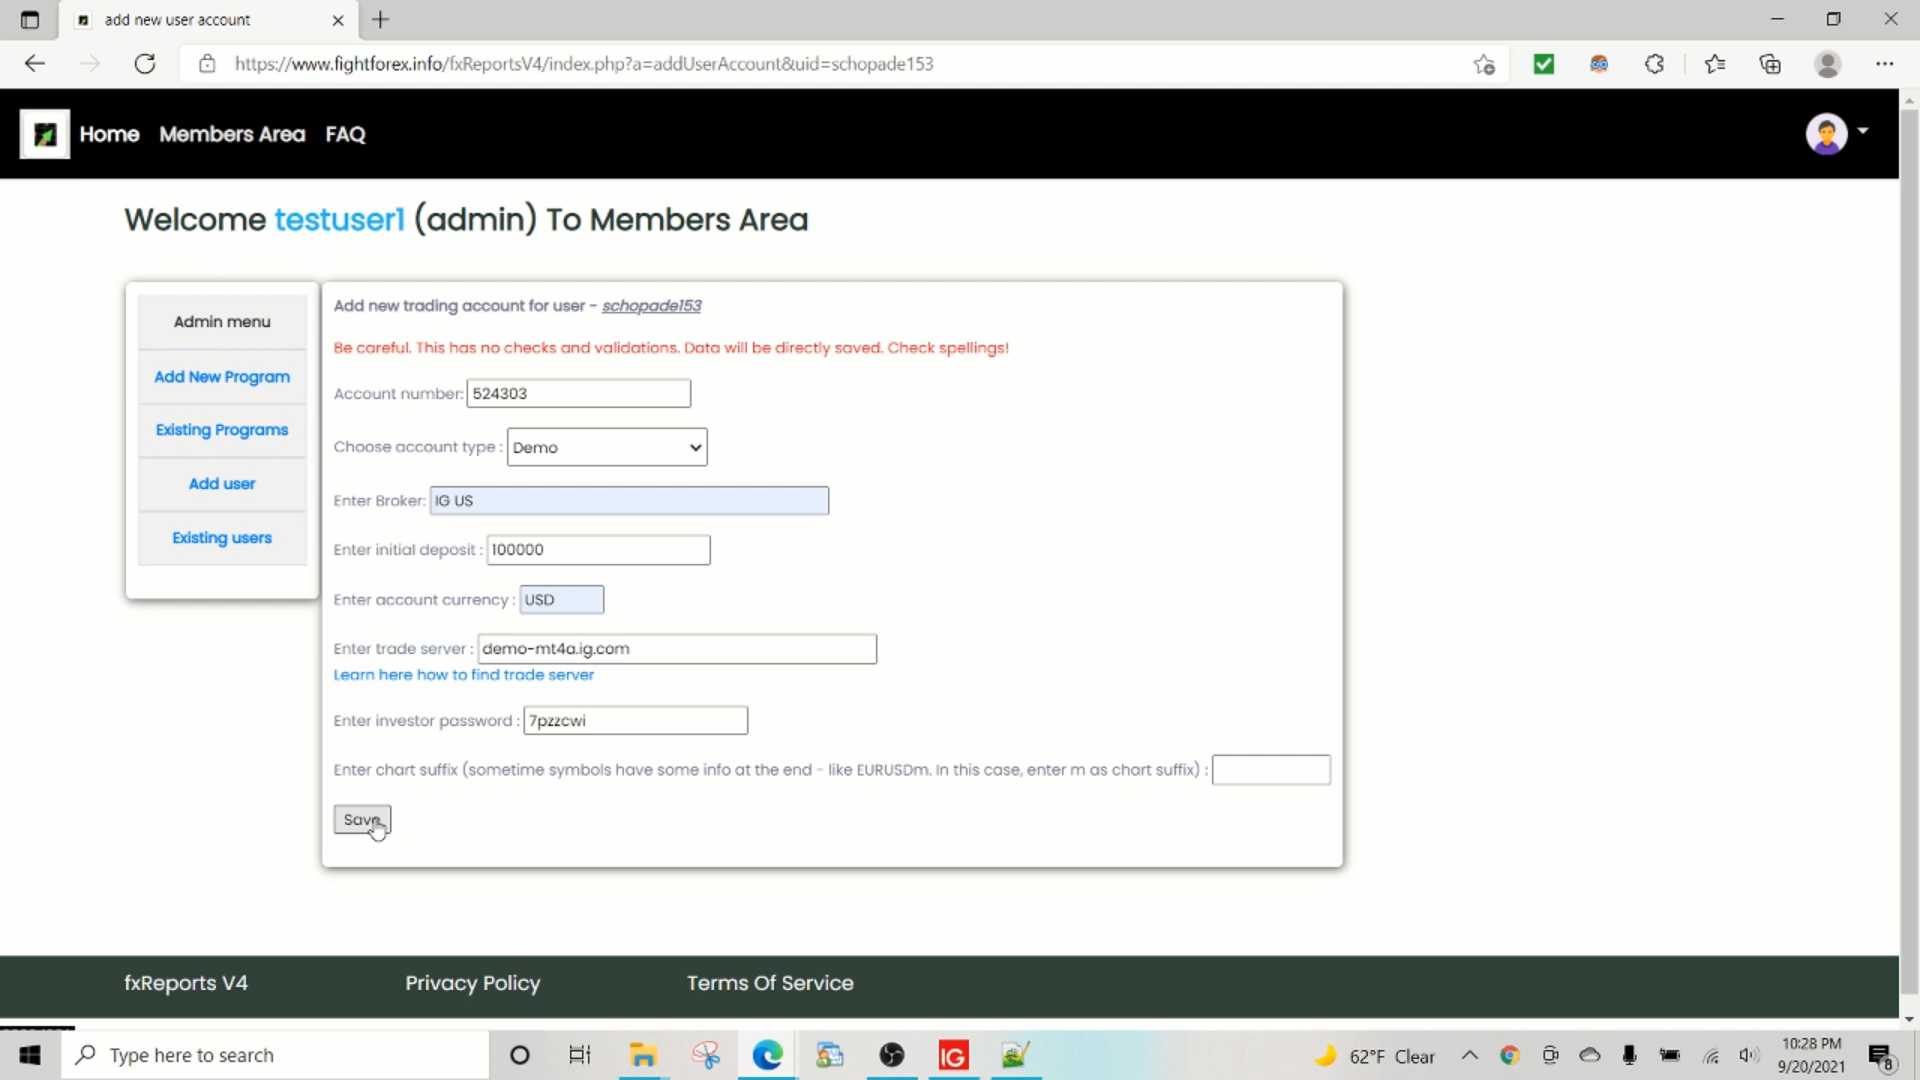 add new user account
https://www.fightforex.info/fxReportsV4/index.php?a=addUserAccount&uid=schopade153
Home Members Area FAQ
Welcome testuser1 (admin) To Members Area
Admin menu
Add New Program
Existing Programs
Add user
Existing users
Add new trading account for user - schopade153
Be careful. This has no checks and validations. Data will be directly saved. Check spellings!
Account number: 524303
Choose account type : Demo
Enter Broker: IG US
Enter initial deposit : 100000
Enter account currency : USD
Enter trade server : demo-mt4a.ig.com
Learn here how to find trade server
Enter investor password : 7pzzcwi
Enter chart suffix (sometime symbols have some info at the end - like EURUSDm. In this case, enter m as chart suffix) :
Save
fxReports V4 Privacy Policy Terms Of Service
Type here to search
IG
62°F Clear
10:28 PM
9/20/2021
8